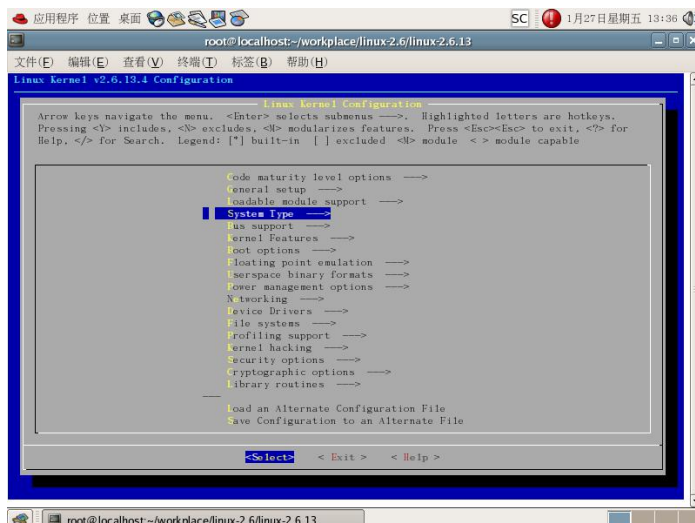 应用程序 位置 桌面 SC 1月27日星期五 13:36
root@localhost:~/workplace/linux-2.6/linux-2.6.13
文件(F) 编辑(E) 查看(V) 终端(T) 标签(B) 帮助(H)
Linux Kernel v2.6.13.4 Configuration
Linux Kernel Configuration
Arrow keys navigate the menu. <Enter> selects submenus --->. Highlighted letters are hotkeys.
Pressing <Y> includes, <N> excludes, <M> modularizes features. Press <Esc><Esc> to exit, <?> for
Help, </> for Search. Legend: [*] built-in [ ] excluded <M> module < > module capable
Code maturity level options --->
General setup --->
Loadable module support --->
System Type --->
Bus support --->
Kernel Features --->
Boot options --->
Floating point emulation --->
Userspace binary formats --->
Power management options --->
Networking --->
Device Drivers --->
File systems --->
Profiling support --->
Kernel hacking --->
Security options --->
Cryptographic options --->
Library routines --->
---
Load an Alternate Configuration File
Save Configuration to an Alternate File
<Select> < Exit > < Help >
root@localhost:~/workplace/linux-2.6/linux-2.6.13